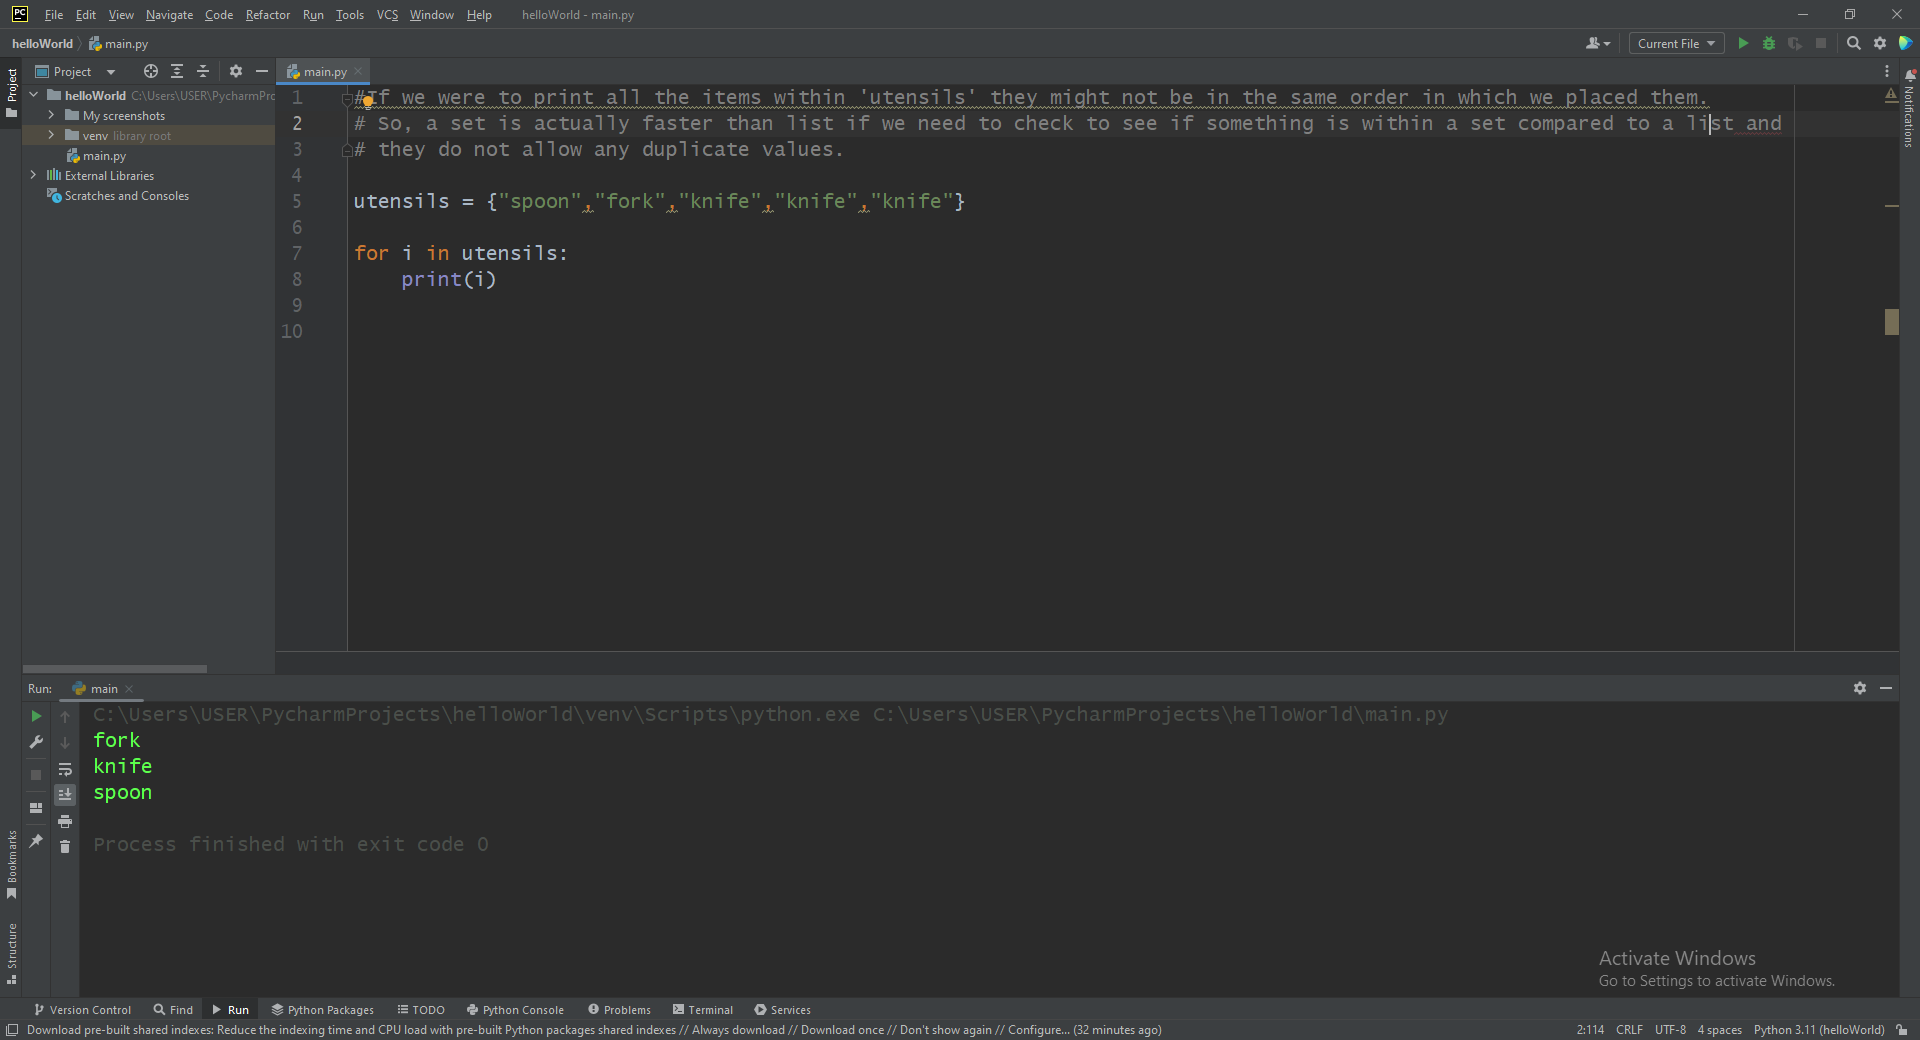 PC File Edit View Navigate Code Refactor Run Tools VCS Window Help helloWorld - main.py
helloWorld main.py Current File
Project
Project main.py
helloWorld C:\Users\USER\PycharmPro
My screenshots
venv library root
main.py
External Libraries
Scratches and Consoles
1 #If we were to print all the items within 'utensils' they might not be in the same order in which we placed them.
2 # So, a set is actually faster than list if we need to check to see if something is within a set compared to a list and
3 # they do not allow any duplicate values.
4
5 utensils = {"spoon","fork","knife","knife","knife"}
6
7 for i in utensils:
8     print(i)
9
10
Notifications
Run: main
C:\Users\USER\PycharmProjects\helloWorld\venv\Scripts\python.exe C:\Users\USER\PycharmProjects\helloWorld\main.py
fork
knife
spoon
Process finished with exit code 0
Bookmarks
Structure
Activate Windows
Go to Settings to activate Windows.
Version Control Find Run Python Packages TODO Python Console Problems Terminal Services
Download pre-built shared indexes: Reduce the indexing time and CPU load with pre-built Python packages shared indexes // Always download // Download once // Don't show again // Configure... (32 minutes ago) 2:114 CRLF UTF-8 4 spaces Python 3.11 (helloWorld)